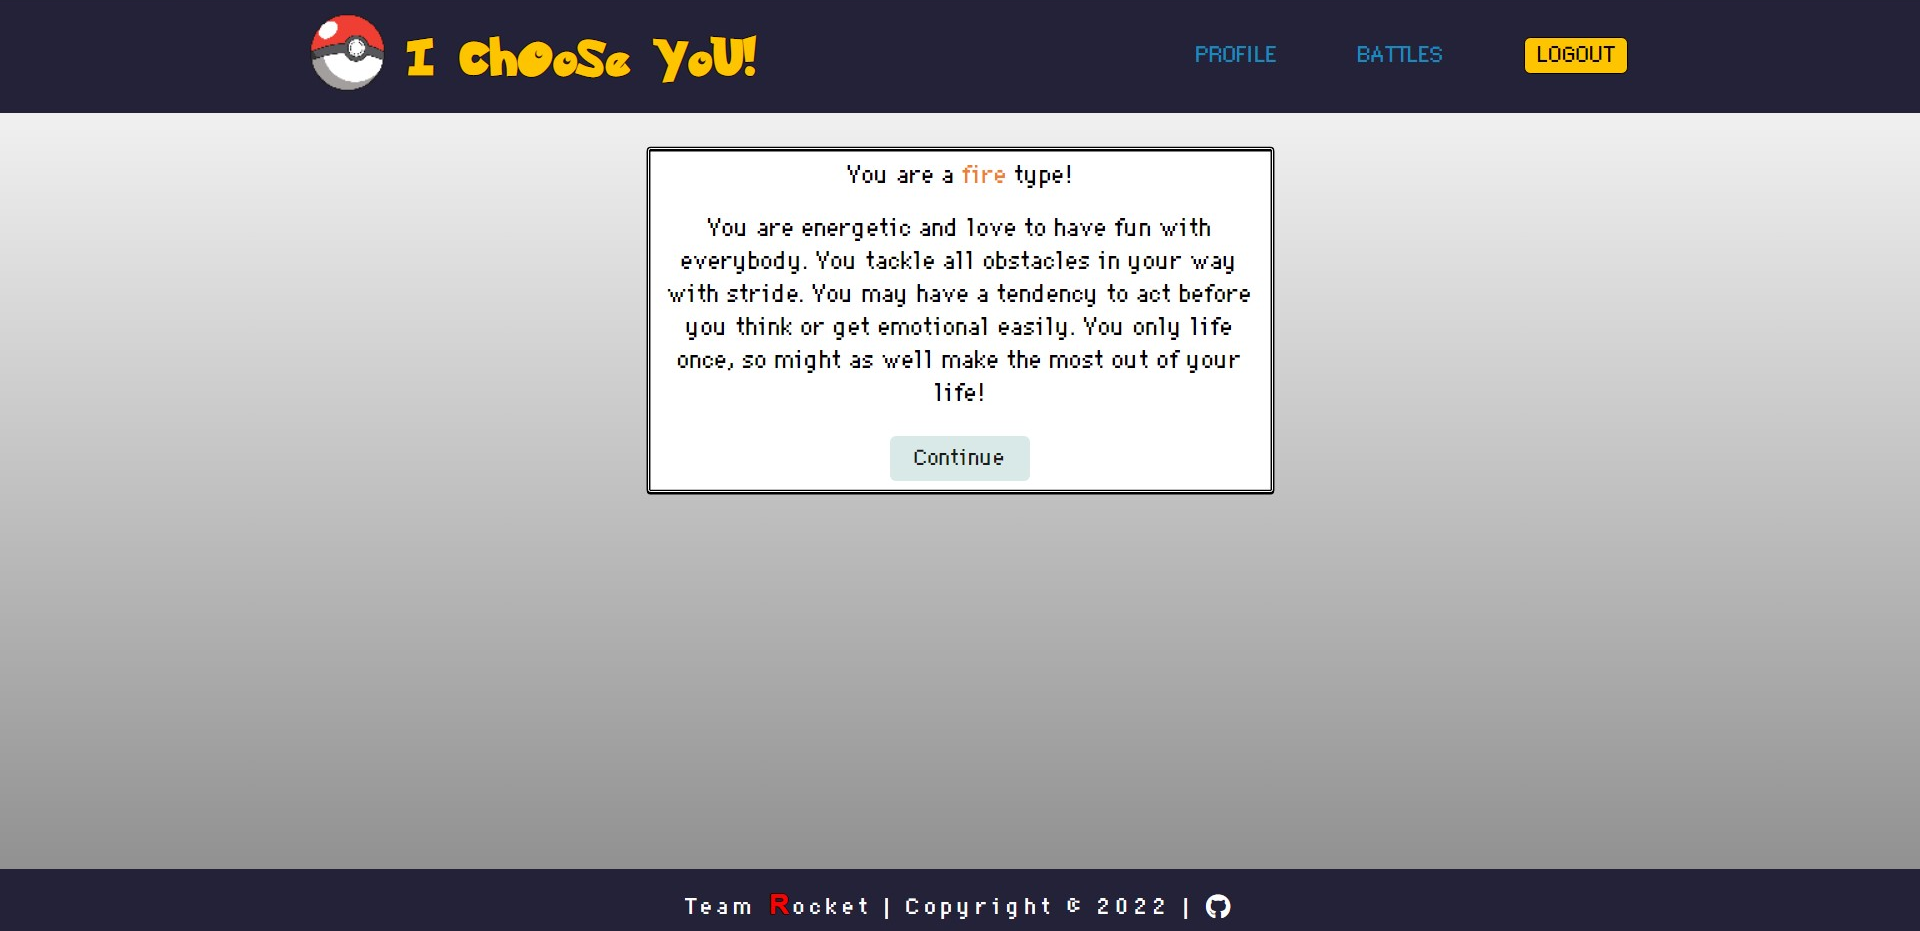 I ChOoSe YoU!
PROFILE
BATTLES
LOGOUT
You are a fire type!
You are energetic and love to have fun with
everybody. You tackle all obstacles in your way
with stride. You may have a tendency to act before
you think or get emotional easily. You only life
once, so might as well make the most out of your
life!
Continue
Team Rocket | Copyright © 2022 |